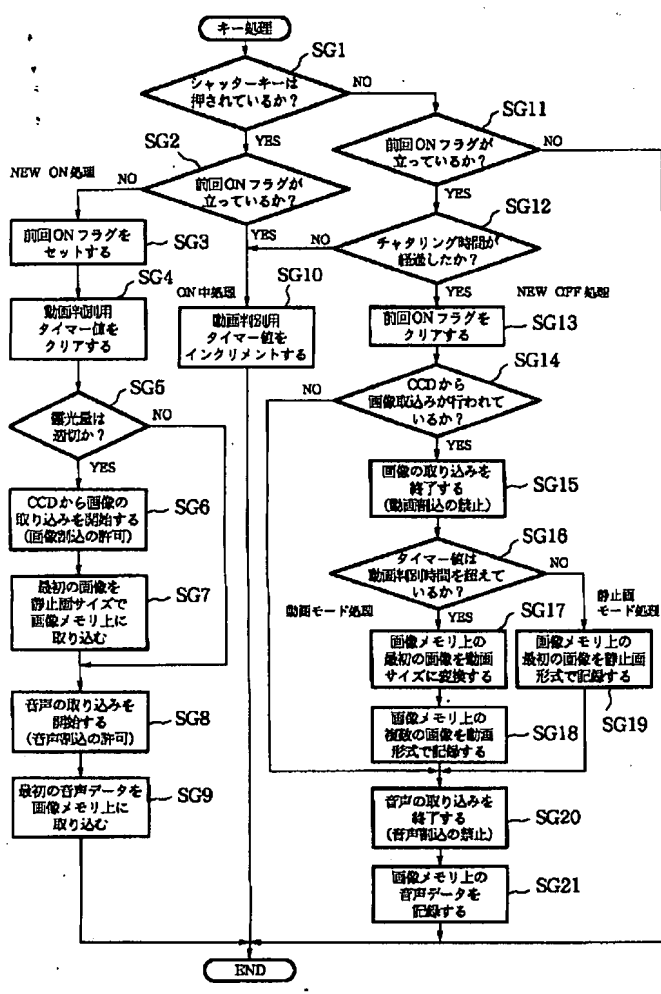 キー処理
SG1
シャッターキーは
押されているか？
NO
YES
SG2
前回ONフラグが
立っているか？
NO
YES
NEW ON処理
前回ONフラグを
セットする
SG3
SG4
動画判別用
タイマー値を
クリアする
SG5
露光量は
適切か？
NO
YES
CCDから画像の
取り込みを開始する
(画像割込の許可)
SG6
最初の画像を
静止画サイズで
画像メモリ上に
取り込む
SG7
音声の取り込みを
開始する
(音声割込の許可)
SG8
最初の音声データを
画像メモリ上に
取り込む
SG9
ON中処理
SG10
動画判別用
タイマー値を
インクリメントする
SG11
前回ONフラグが
立っているか？
NO
YES
SG12
チャタリング時間が
経過したか？
NO
YES
NEW OFF処理
前回ONフラグを
クリアする
SG13
SG14
CCDから
画像取込みが行われて
いるか？
NO
YES
画像の取り込みを
終了する
(動画割込の禁止)
SG15
SG16
タイマー値は
動画判別時間を超えて
いるか？
NO
YES
動画モード処理
静止画
モード処理
SG17
画像メモリ上の
最初の画像を動画
サイズに変換する
画像メモリ上の
複数の画像を動画
形式で記録する
SG18
画像メモリ上の
最初の画像を静止画
形式で記録する
SG19
音声の取り込みを
終了する
(音声割込の禁止)
SG20
画像メモリ上の
音声データを
記録する
SG21
END